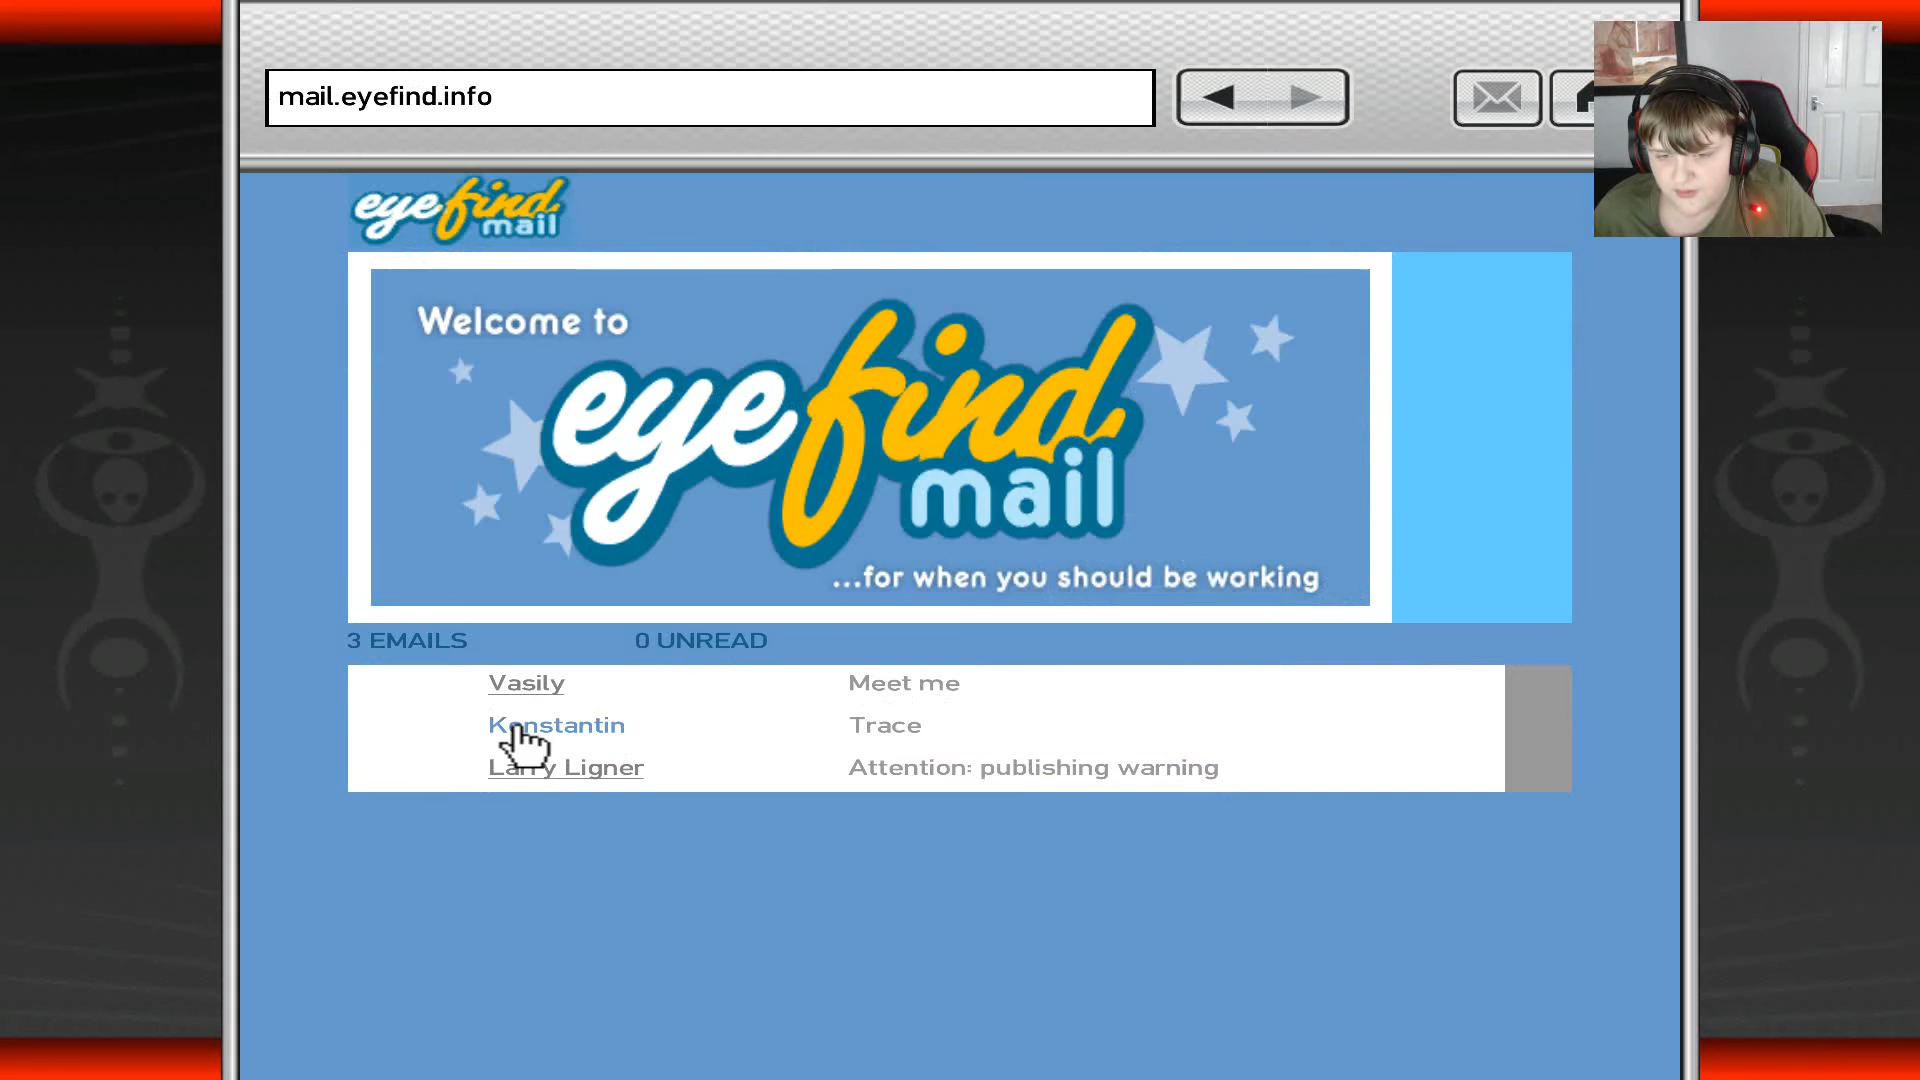 mail.eyefind.info
eyefind
mail
Welcome to
eyefind
mail
...for when you should be working
3 EMAILS 0 UNREAD
Vasily Meet me
Konstantin Trace
Larry Ligner Attention: publishing warning